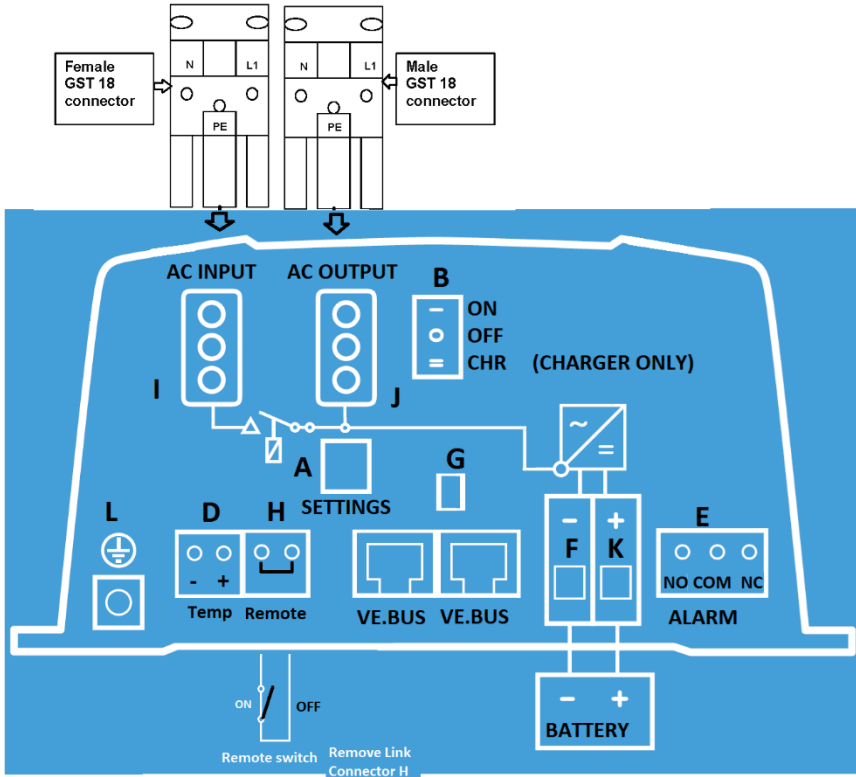 Female
GST 18
connector
N L1
PE
N L1
PE
Male
GST 18
connector
AC INPUT
AC OUTPUT
B
ON
OFF
CHR (CHARGER ONLY)
I
J
A
SETTINGS
G
L
D
H
- +
Temp
Remote
VE.BUS
VE.BUS
- +
F K
E
NO COM NC
ALARM
- +
BATTERY
ON
OFF
Remote switch
Remove Link
Connector H